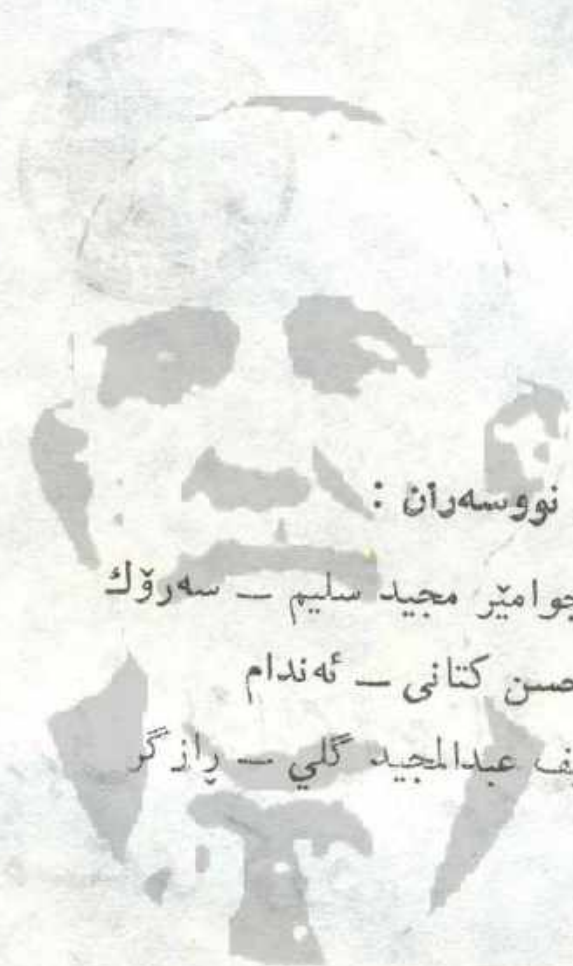 نووسەران :
جوامێر مجید سلیم — سەرۆك
حسن کتانی — ئەندام
عبدالمجید گلي — ڕازگر